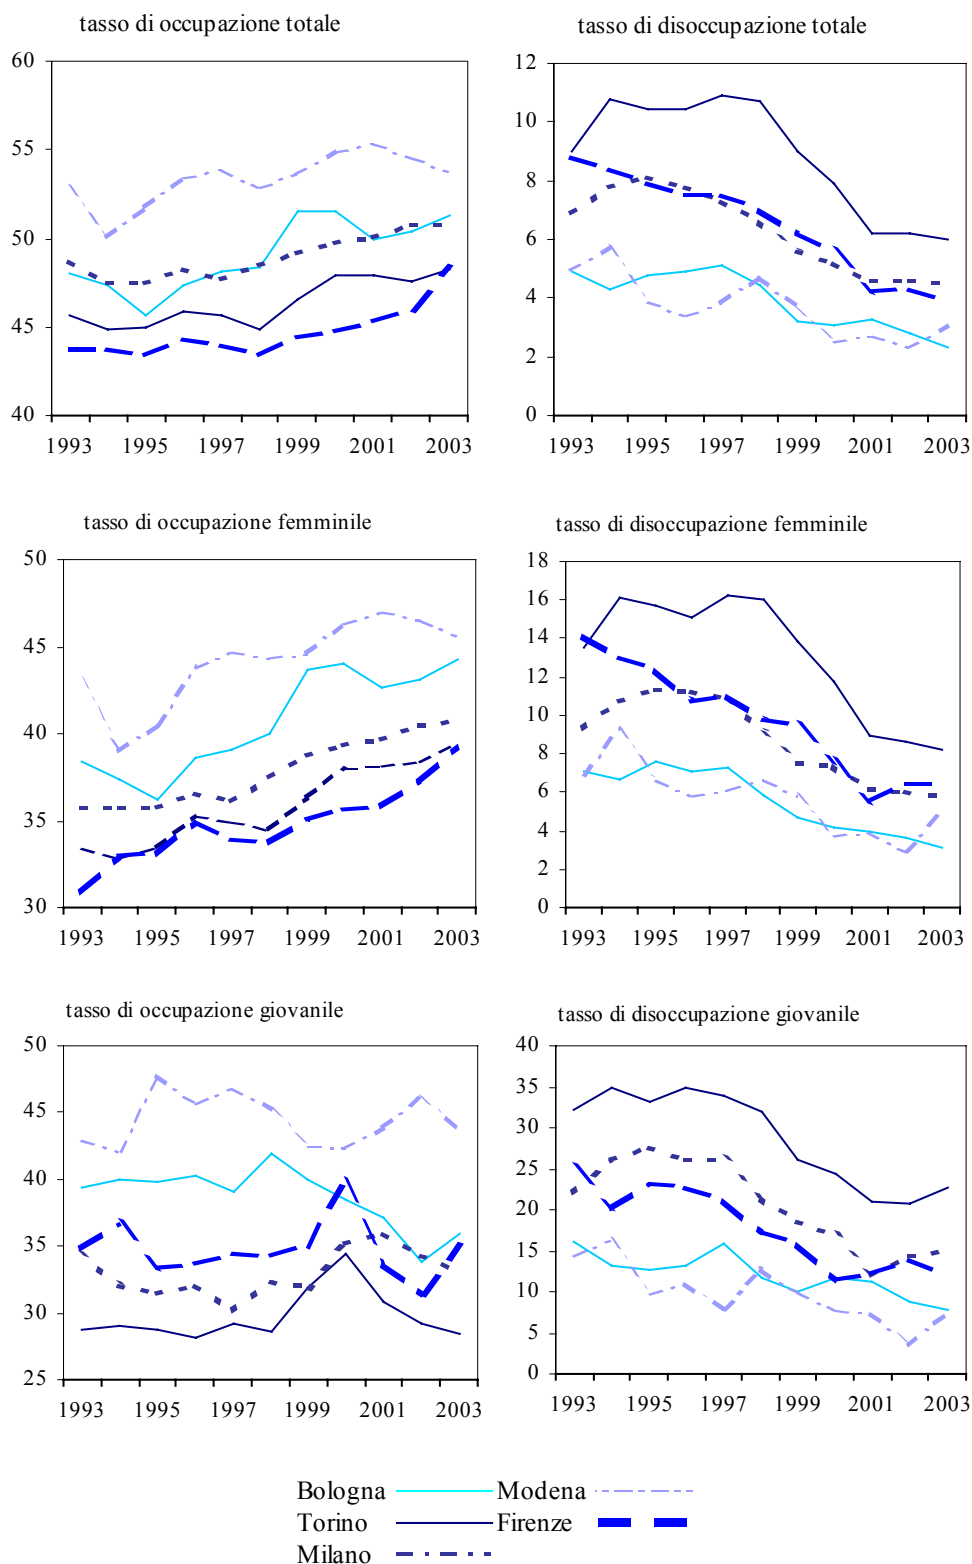 tasso di occupazione totale
60
55
50
45
40
1993 1995 1997 1999 2001 2003
tasso di disoccupazione totale
12
10
8
6
4
2
0
1993 1995 1997 1999 2001 2003
tasso di occupazione femminile
50
45
40
35
30
1993 1995 1997 1999 2001 2003
tasso di disoccupazione femminile
18
16
14
12
10
8
6
4
2
0
1993 1995 1997 1999 2001 2003
tasso di occupazione giovanile
50
45
40
35
30
25
1993 1995 1997 1999 2001 2003
tasso di disoccupazione giovanile
40
35
30
25
20
15
10
5
0
1993 1995 1997 1999 2001 2003
Bologna Modena
Torino Firenze
Milano